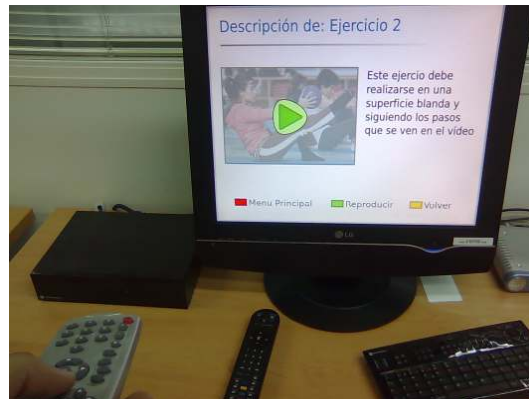 Descripción de: Ejercicio 2
Este ejercio debe
realizarse en una
superficie blanda y
siguiendo los pasos
que se ven en el vídeo
Menu Principal
Reproducir
Volver
LG